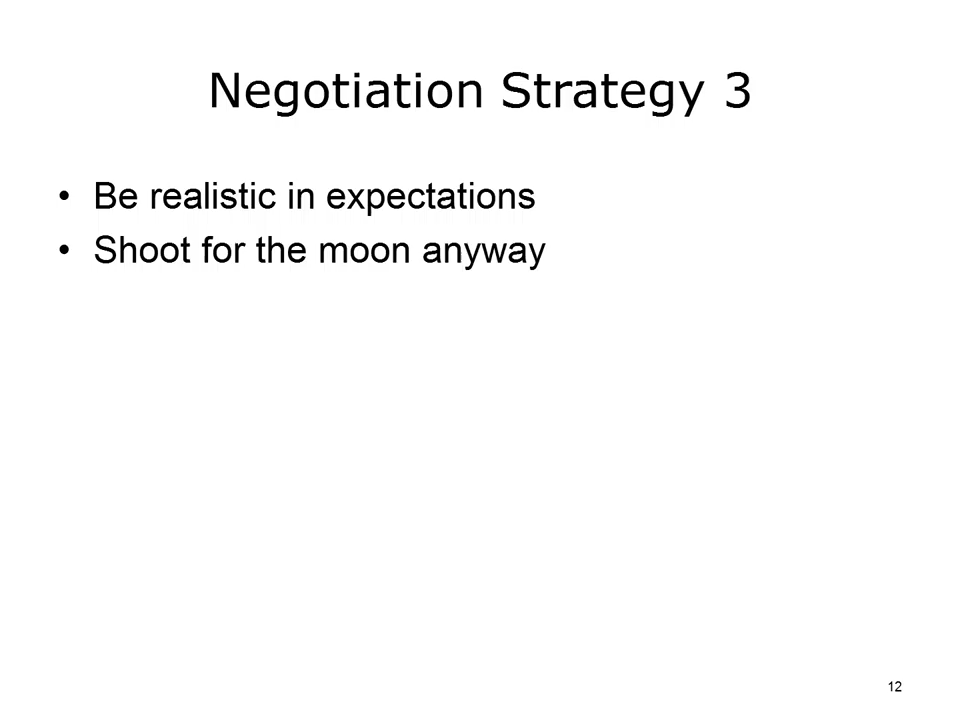 Negotiation Strategy 3
• Be realistic in expectations
• Shoot for the moon anyway
12